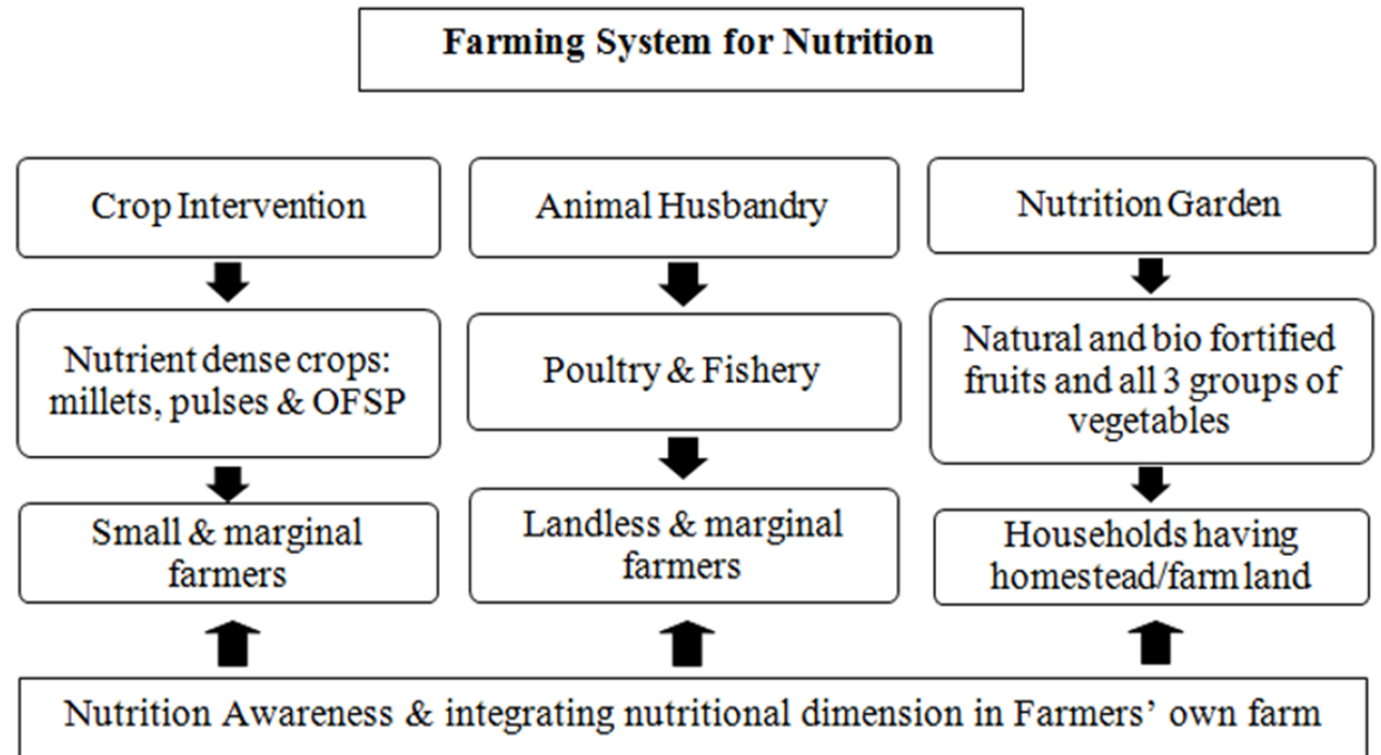 Farming System for Nutrition
Crop Intervention
Animal Husbandry
Nutrition Garden
Nutrient dense crops:
millets, pulses & OFSP
Poultry & Fishery
Natural and bio fortified
fruits and all 3 groups of
vegetables
Small & marginal
farmers
Landless & marginal
farmers
Households having
homestead/farm land
Nutrition Awareness & integrating nutritional dimension in Farmers’ own farm